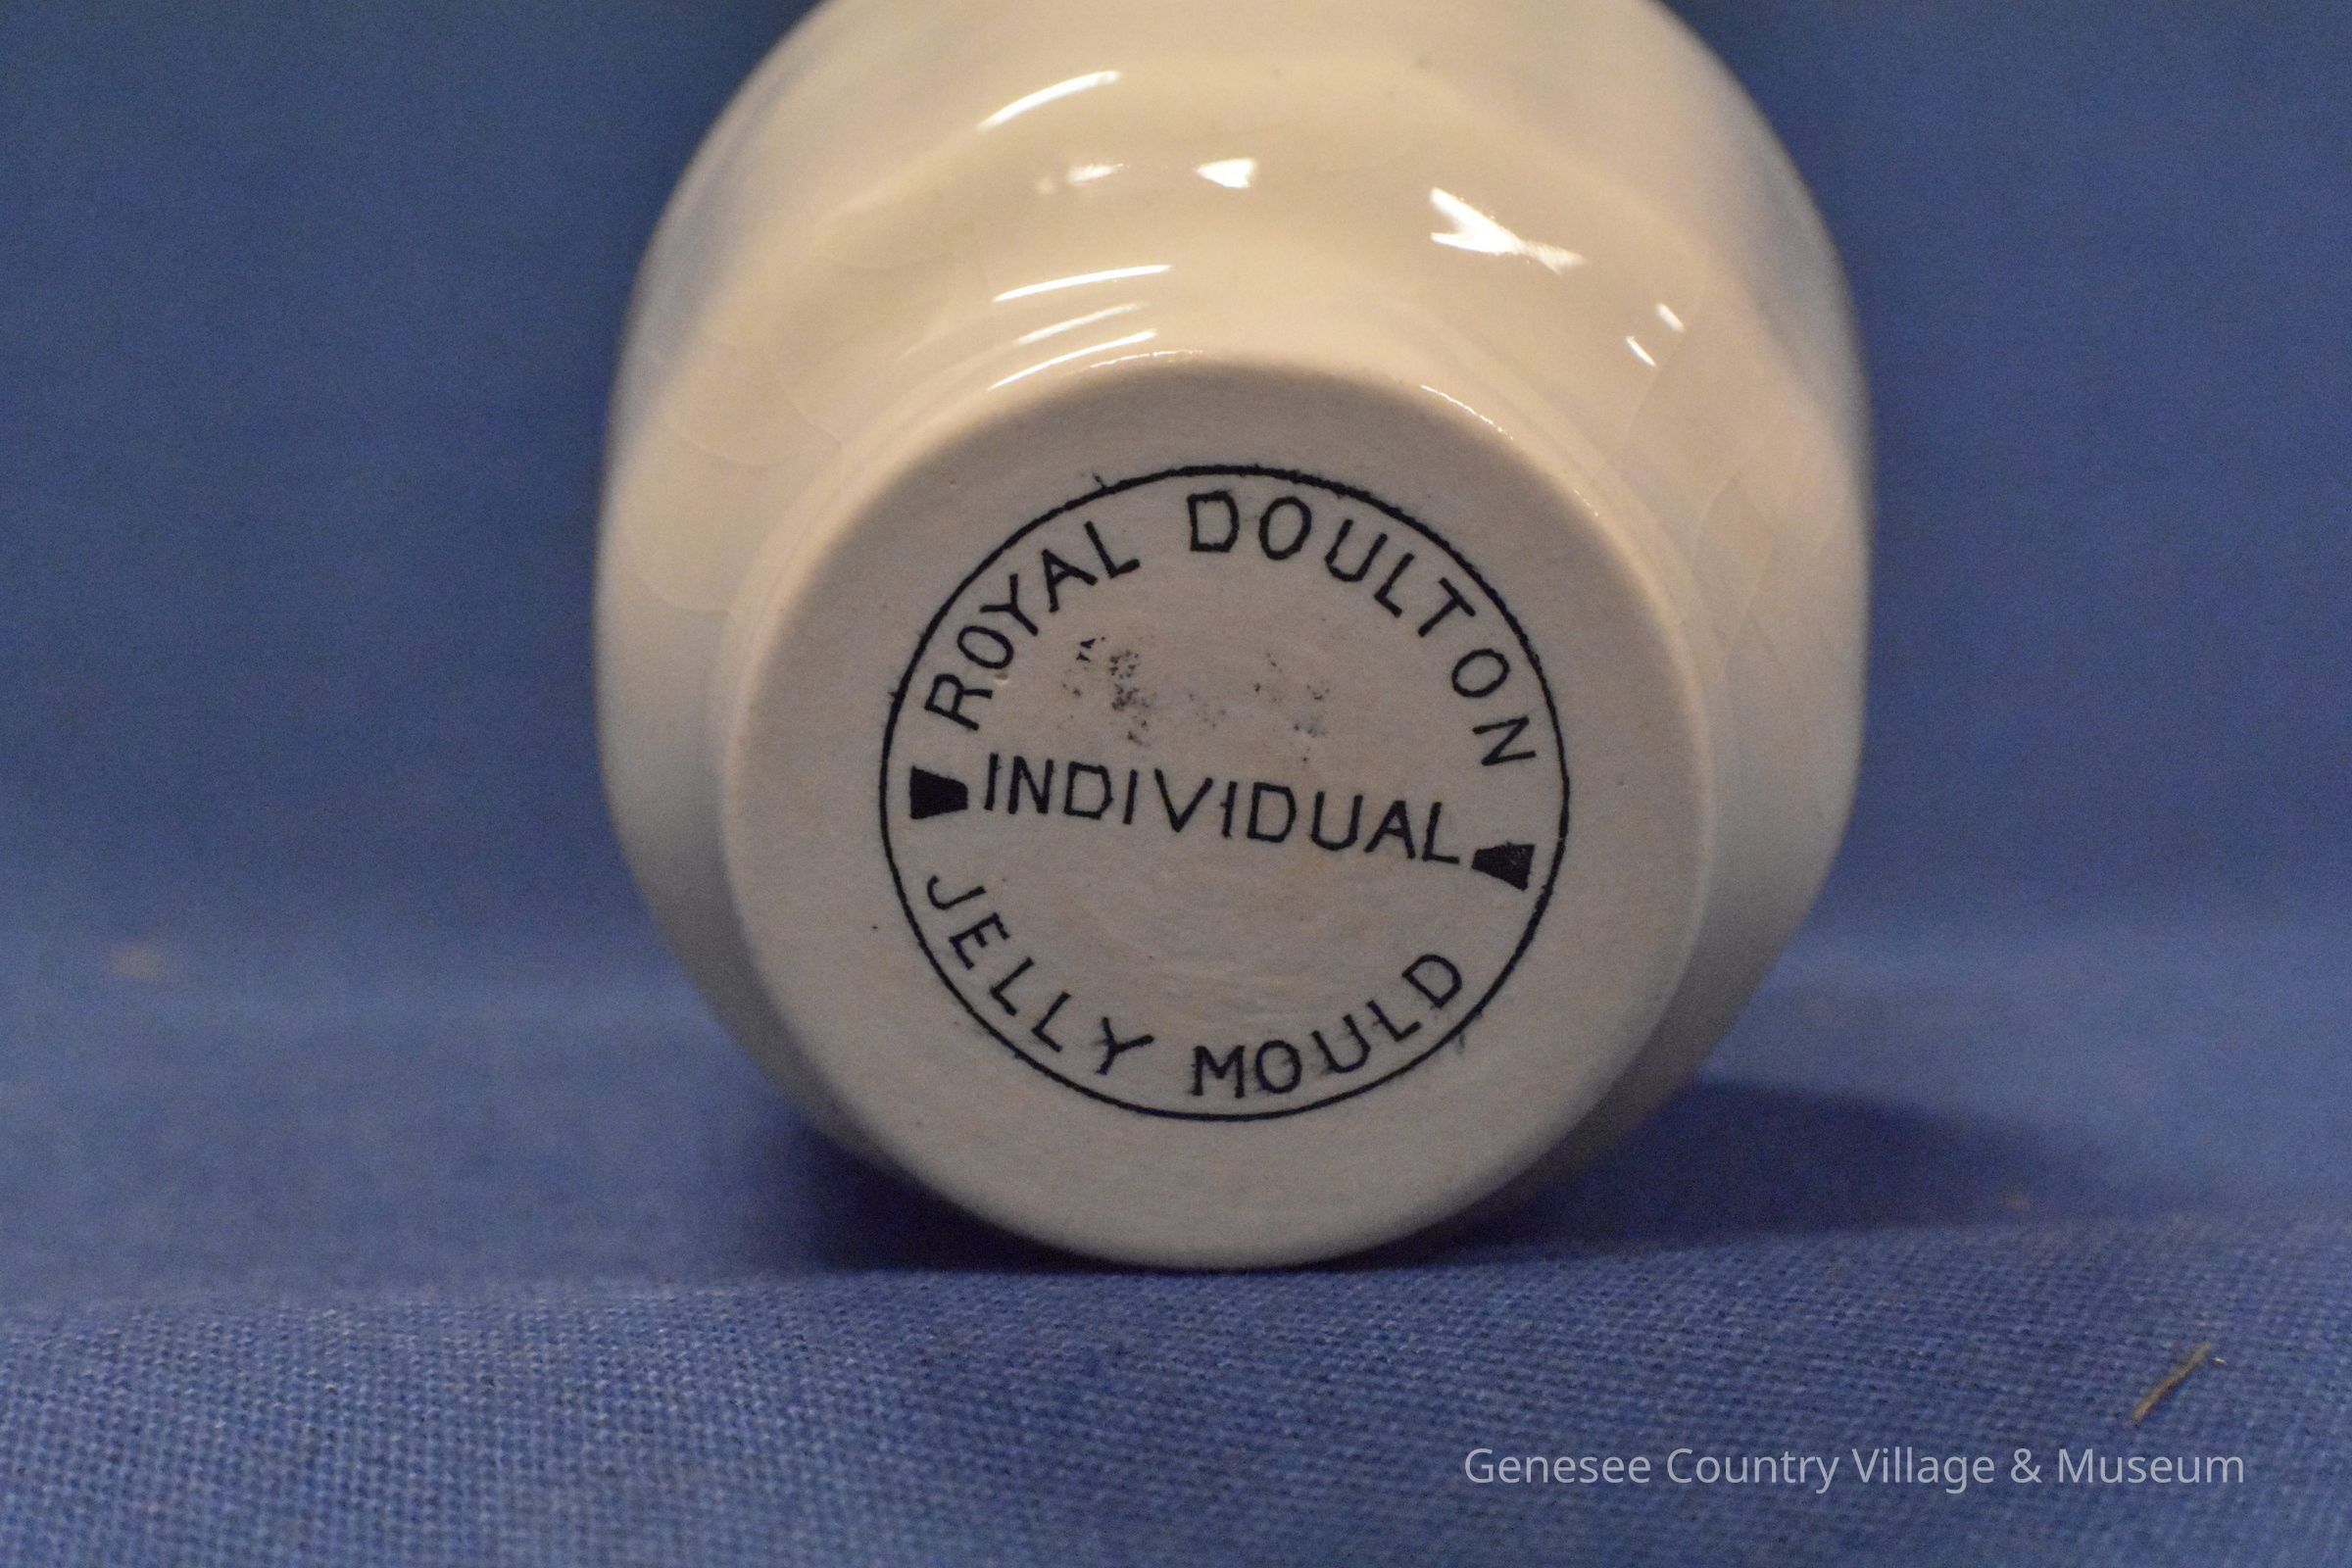 ROYAL DOULTON
INDIVIDUAL
JELLY MOULD
Genesee Country Village & Museum